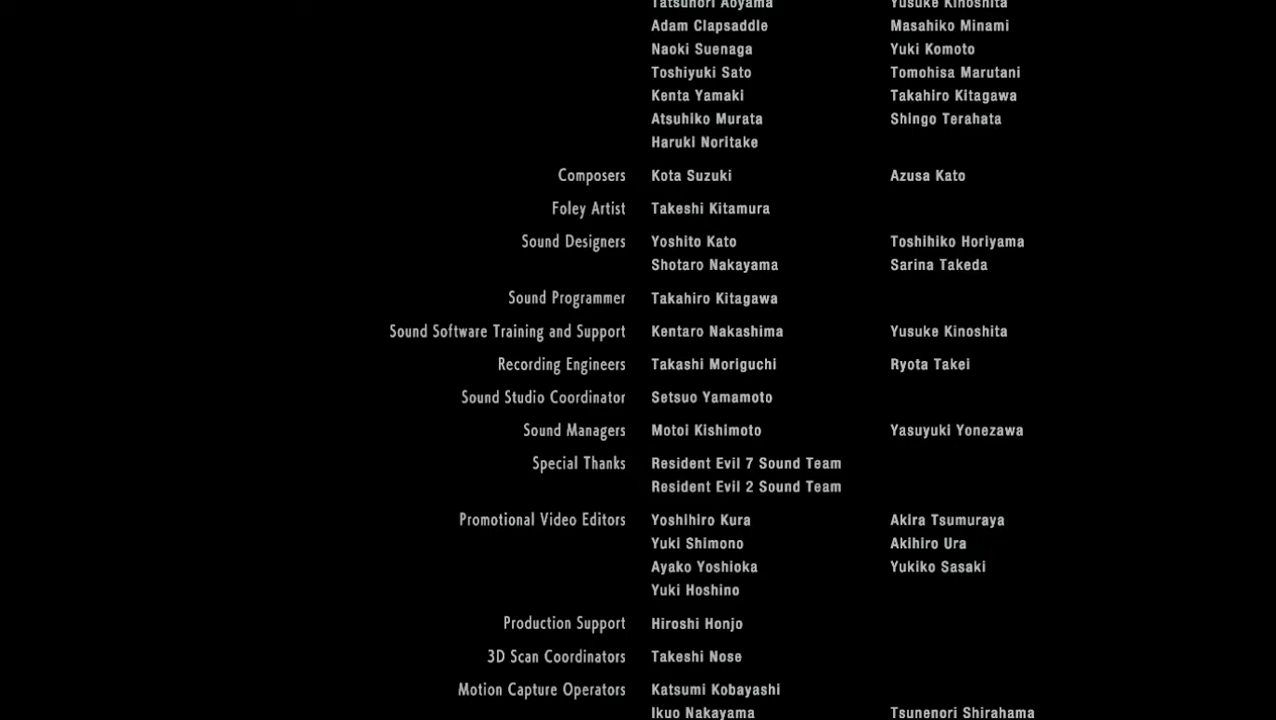 Tatsunori Aoyama Yusuke Kinoshita
Adam Clapsaddle Masahiko Minami
Naoki Suenaga Yuki Komoto
Toshiyuki Sato Tomohisa Marutani
Kenta Yamaki Takahiro Kitagawa
Atsuhiko Murata Shingo Terahata
Haruki Noritake
Composers Kota Suzuki Azusa Kato
Foley Artist Takeshi Kitamura
Sound Designers Yoshito Kato Toshihiko Horiyama
Shotaro Nakayama Sarina Takeda
Sound Programmer Takahiro Kitagawa
Sound Software Training and Support Kentaro Nakashima Yusuke Kinoshita
Recording Engineers Takashi Moriguchi Ryota Takei
Sound Studio Coordinator Setsuo Yamamoto
Sound Managers Motoi Kishimoto Yasuyuki Yonezawa
Special Thanks Resident Evil 7 Sound Team
Resident Evil 2 Sound Team
Promotional Video Editors Yoshihiro Kura Akira Tsumuraya
Yuki Shimono Akihiro Ura
Ayako Yoshioka Yukiko Sasaki
Yuki Hoshino
Production Support Hiroshi Honjo
3D Scan Coordinators Takeshi Nose
Motion Capture Operators Katsumi Kobayashi
Ikuo Nakayama Tsunenori Shirahama